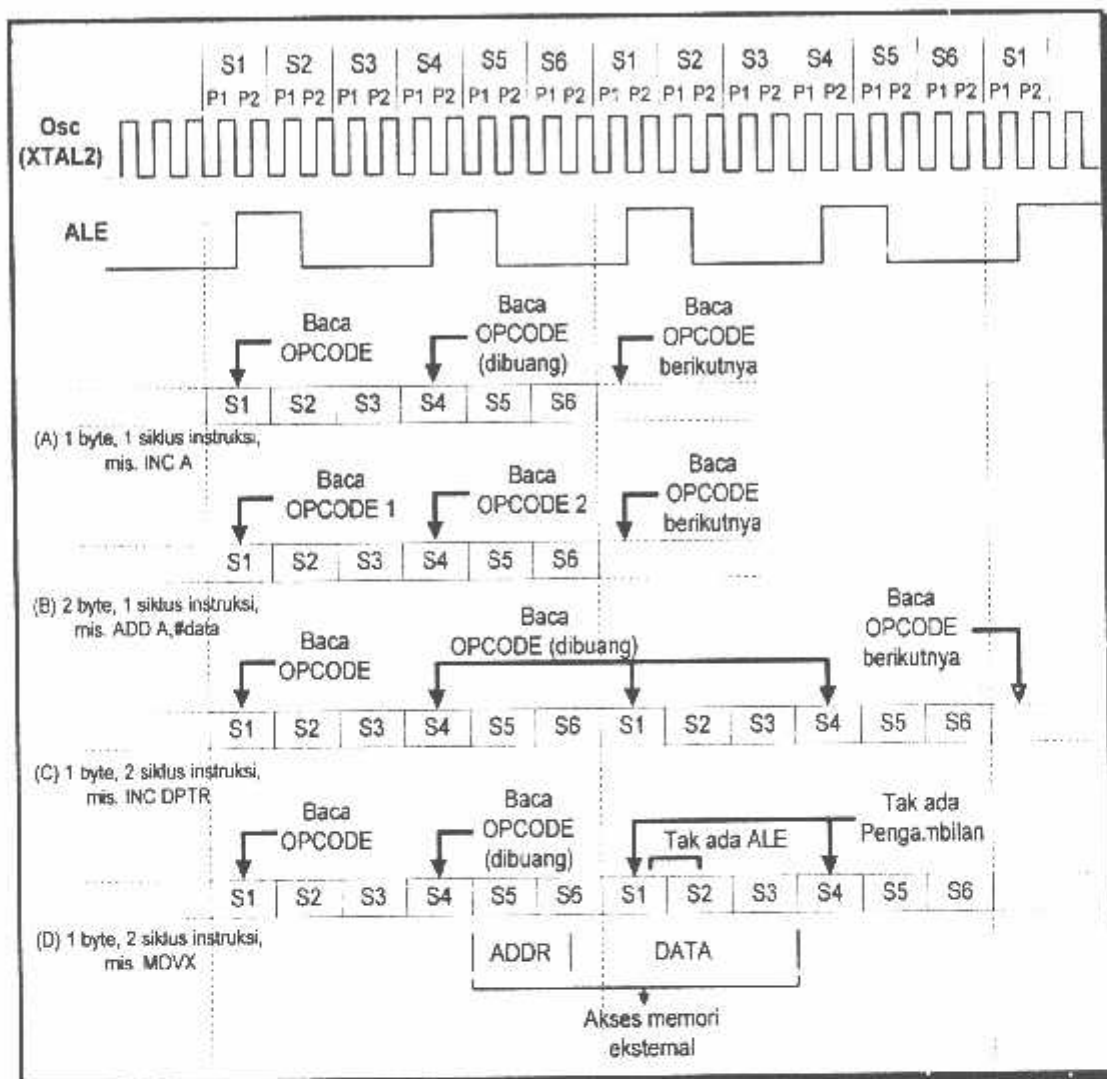 S1 S2 S3 S4 S5 S6 S1 S2 S3 S4 S5 S6 S1
P1 P2 P1 P2 P1 P2 P1 P2 P1 P2 P1 P2 P1 P2 P1 P2 P1 P2 P1 P2 P1 P2 P1 P2 P1 P2
Osc
(XTAL2)
ALE
Baca
OPCODE
Baca
OPCODE
(dibuang)
Baca
OPCODE
berikutnya
S1 S2 S3 S4 S5 S6
(A) 1 byte, 1 siklus instruksi,
mis. INC A
Baca
OPCODE 1
Baca
OPCODE 2
Baca
OPCODE
berikutnya
S1 S2 S3 S4 S5 S6
(B) 2 byte, 1 siklus instruksi,
mis. ADD A,#data
Baca
OPCODE
Baca
OPCODE (dibuang)
Baca
OPCODE
berikutnya
S1 S2 S3 S4 S5 S6 S1 S2 S3 S4 S5 S6
(C) 1 byte, 2 siklus instruksi,
mis. INC DPTR
Baca
OPCODE
Baca
OPCODE
(dibuang)
Tak ada ALE
Tak ada
Pengambilan
S1 S2 S3 S4 S5 S6 S1 S2 S3 S4 S5 S6
(D) 1 byte, 2 siklus instruksi,
mis. MOVX
ADDR DATA
Akses memori
eksternal